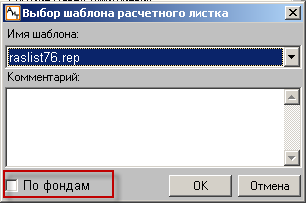 Выбор шаблона расчетного листка
Имя шаблона:
raslist76.rep
Комментарий:
По фондам
OK
Отмена